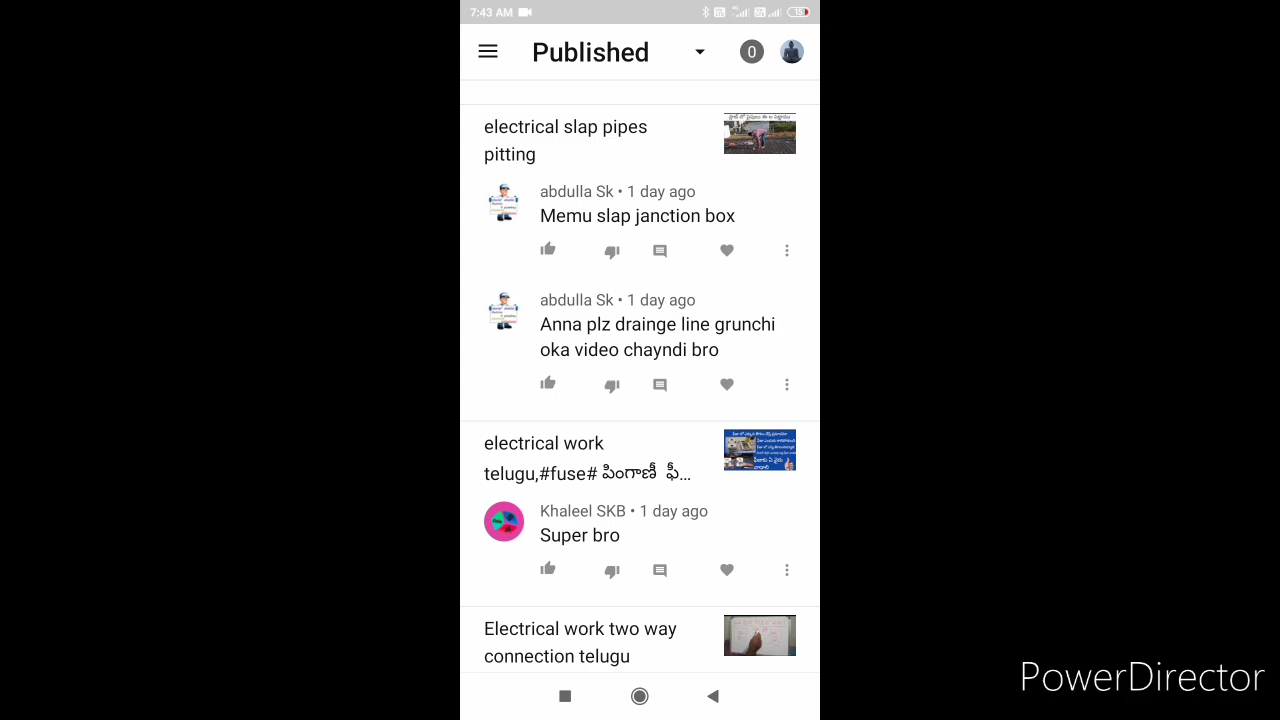 7:43 AM
15
Published
0
electrical slap pipes
pitting
abdulla Sk • 1 day ago
Memu slap janction box
abdulla Sk • 1 day ago
Anna plz drainge line grunchi
oka video chayndi bro
electrical work
telugu,#fuse# పింగాణీ ఫీ...
Khaleel SKB • 1 day ago
Super bro
Electrical work two way
connection telugu
PowerDirector